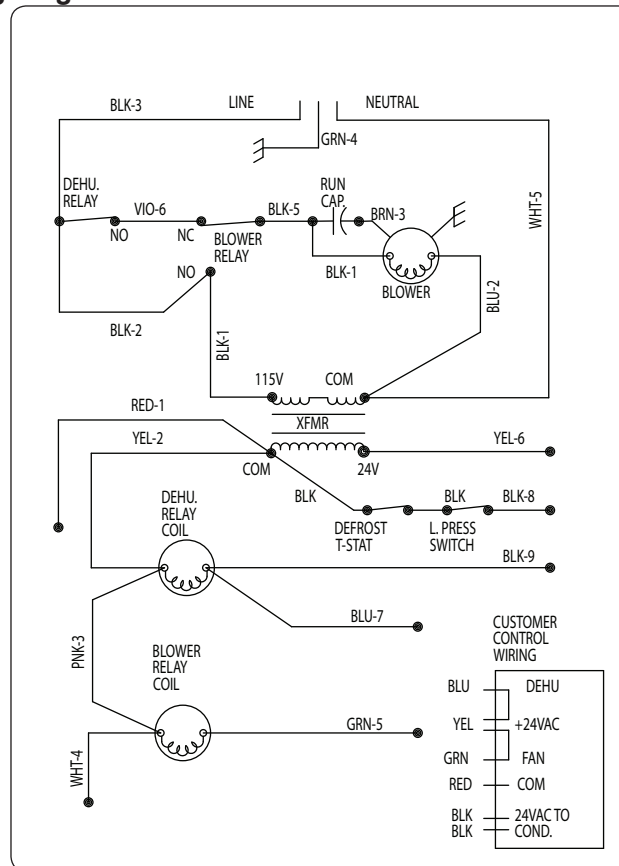 BLK-3
LINE
NEUTRAL
GRN-4
DEHU.
RELAY
VIO-6
BLK-5
RUN
CAP.
BRN-3
WHT-5
NO
NC
BLOWER
RELAY
NO
BLK-1
BLOWER
BLU-2
BLK-2
BLK-1
115V
COM
RED-1
XFMR
YEL-2
YEL-6
COM
24V
BLK
BLK
BLK-8
DEHU.
RELAY
COIL
DEFROST
T-STAT
L. PRESS
SWITCH
BLK-9
BLU-7
PNK-3
BLOWER
RELAY
COIL
GRN-5
WHT-4
CUSTOMER
CONTROL
WIRING
BLU
DEHU
YEL
+24VAC
GRN
FAN
RED
COM
BLK
24VAC TO
BLK
COND.